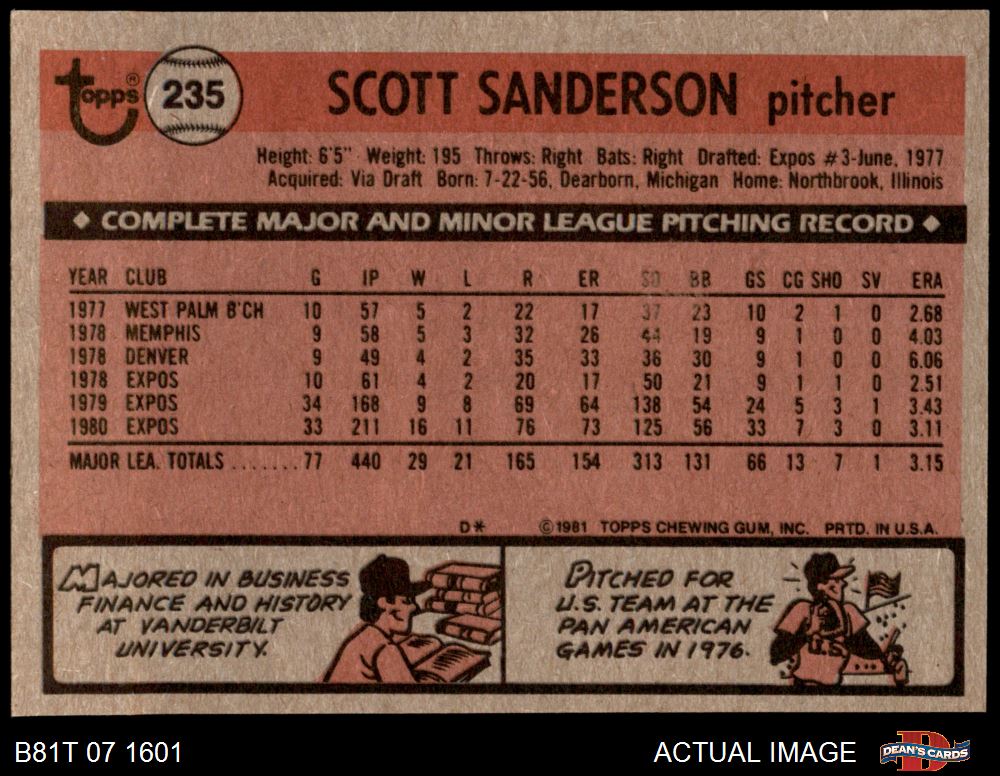 Topps® 235 SCOTT SANDERSON pitcher
Height: 6'5" Weight: 195 Throws: Right Bats: Right Drafted: Expos #3-June, 1977
Acquired: Via Draft Born: 7-22-56, Dearborn, Michigan Home: Northbrook, Illinois
◆ COMPLETE MAJOR AND MINOR LEAGUE PITCHING RECORD ◆
YEAR CLUB G IP W L R ER SO BB GS CG SHO SV ERA
1977 WEST PALM B'CH 10 57 5 2 22 17 37 23 10 2 1 0 2.68
1978 MEMPHIS 9 58 5 3 32 26 44 19 9 1 0 0 4.03
1978 DENVER 9 49 4 2 35 33 36 30 9 1 0 0 6.06
1978 EXPOS 10 61 4 2 20 17 50 21 9 1 1 0 2.51
1979 EXPOS 34 168 9 8 69 64 138 54 24 5 3 1 3.43
1980 EXPOS 33 211 16 11 76 73 125 56 33 7 3 0 3.11
MAJOR LEA. TOTALS ....... 77 440 29 21 165 154 313 131 66 13 7 1 3.15
D* ©1981 TOPPS CHEWING GUM, INC. PRTD. IN U.S.A.
MAJORED IN BUSINESS
FINANCE AND HISTORY
AT VANDERBILT
UNIVERSITY.
PITCHED FOR
U.S. TEAM AT THE
PAN AMERICAN
GAMES IN 1976.
U.S.
B81T 07 1601 ACTUAL IMAGE DEAN'S CARDS